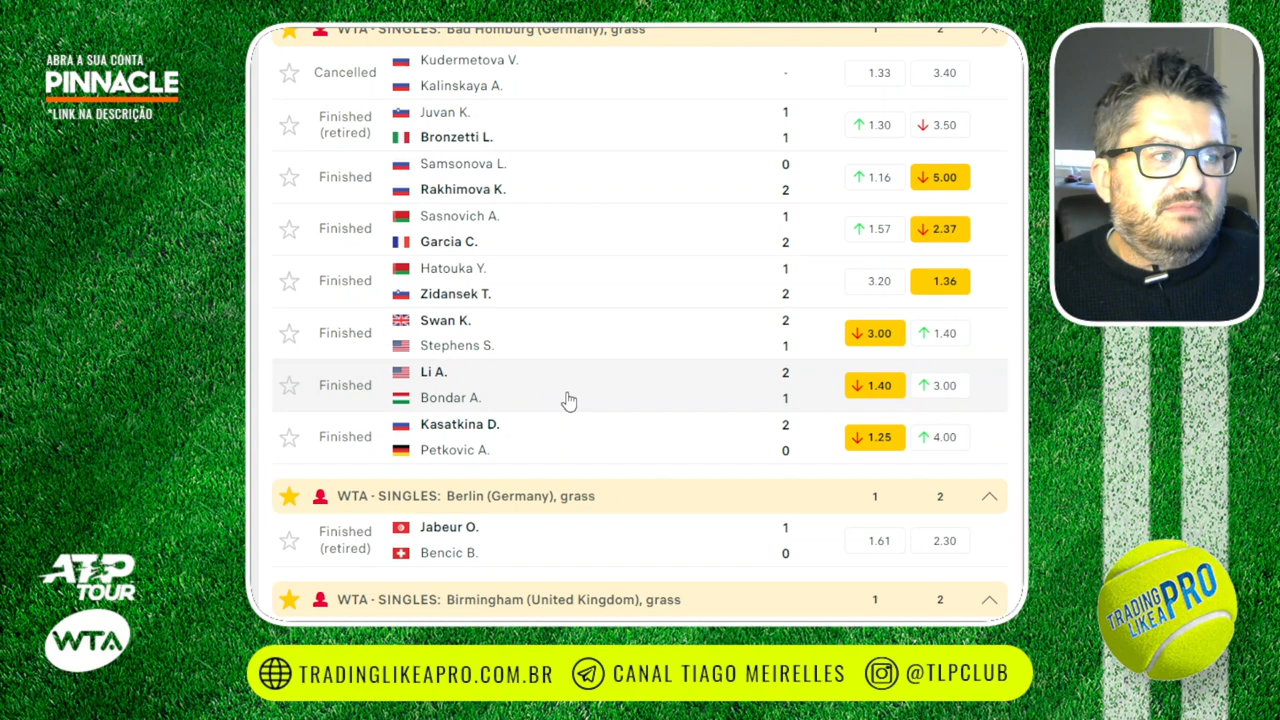 ABRA A SUA CONTA
PINNACLE
*LINK NA DESCRIÇÃO
WTA - SINGLES: Bad Homburg (Germany), grass 1 2
Cancelled
Kudermetova V.
Kalinskaya A.
- 1.33 3.40
Finished
(retired)
Juvan K. 1
Bronzetti L. 1
1.30 3.50
Finished
Samsonova L. 0
Rakhimova K. 2
1.16 5.00
Finished
Sasnovich A. 1
Garcia C. 2
1.57 2.37
Finished
Hatouka Y. 1
Zidansek T. 2
3.20 1.36
Finished
Swan K. 2
Stephens S. 1
3.00 1.40
Finished
Li A. 2
Bondar A. 1
1.40 3.00
Finished
Kasatkina D. 2
Petkovic A. 0
1.25 4.00
WTA - SINGLES: Berlin (Germany), grass 1 2
Finished
(retired)
Jabeur O. 1
Bencic B. 0
1.61 2.30
WTA - SINGLES: Birmingham (United Kingdom), grass 1 2
ATP
TOUR
WTA
TRADING
LIKE A
PRO
TRADINGLIKEAPRO.COM.BR CANAL TIAGO MEIRELLES @TLPCLUB